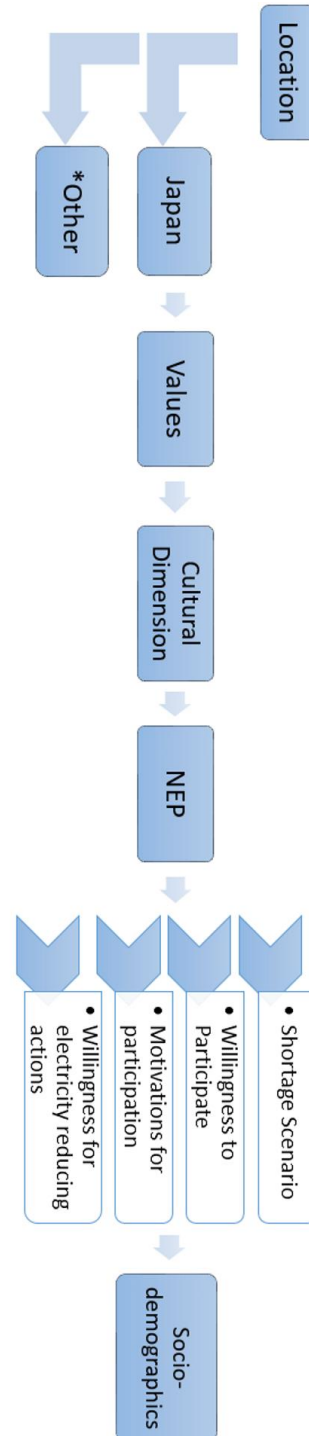 Location
Japan
*Other
Values
Cultural
Dimension
NEP
• Shortage Scenario
• Willingness to
Participate
• Motivations for
participation
• Willingness for
electricity reducing
actions
Socio-
demographics